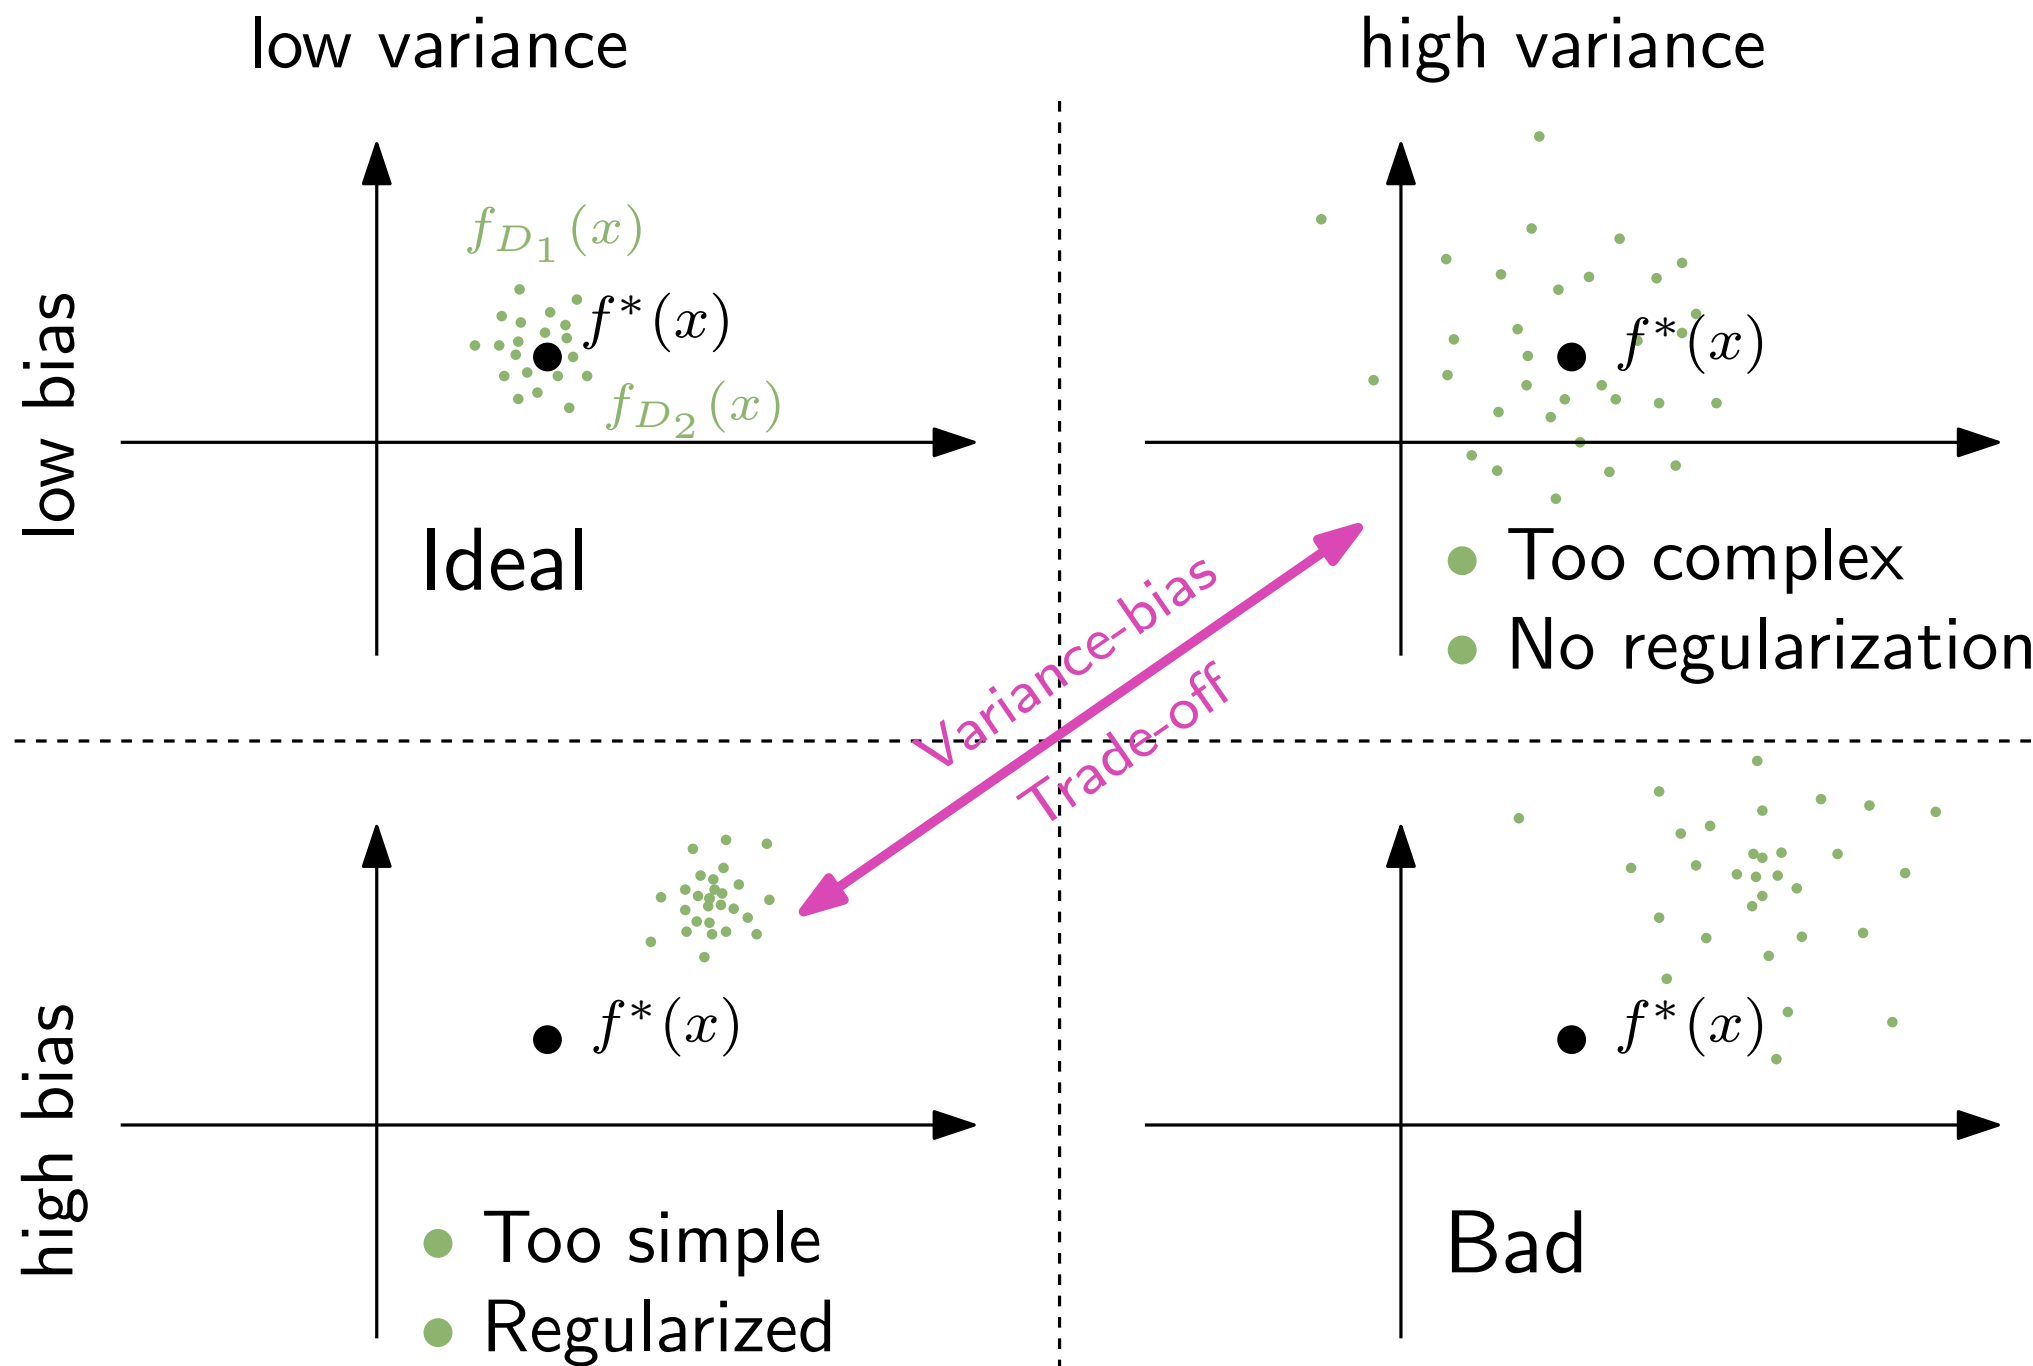 low variance
high variance
low bias
f_{D_1}(x)
f*(x)
f_{D_2}(x)
Ideal
f*(x)
● Too complex
● No regularization
Variance-bias
Trade-off
high bias
f*(x)
● Too simple
● Regularized
f*(x)
Bad